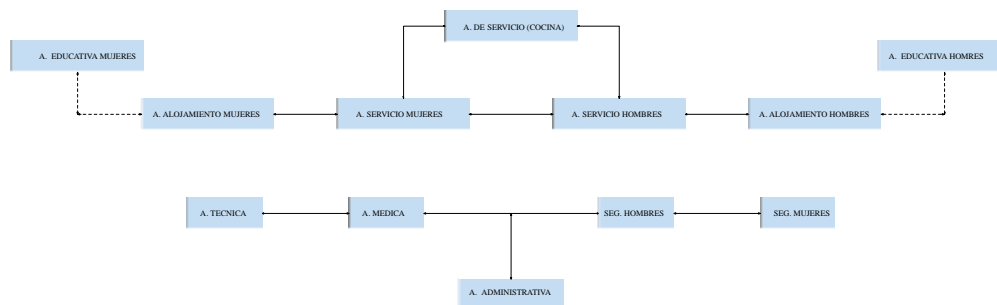 A. DE SERVICIO (COCINA)
A. EDUCATIVA MUJERES
A. EDUCATIVA HOMRES
A. ALOJAMIENTO MUJERES
A. SERVICIO MUJERES
A. SERVICIO HOMBRES
A. ALOJAMIENTO HOMBRES
A. TECNICA
A. MEDICA
SEG. HOMBRES
SEG. MUJERES
A. ADMINISTRATIVA